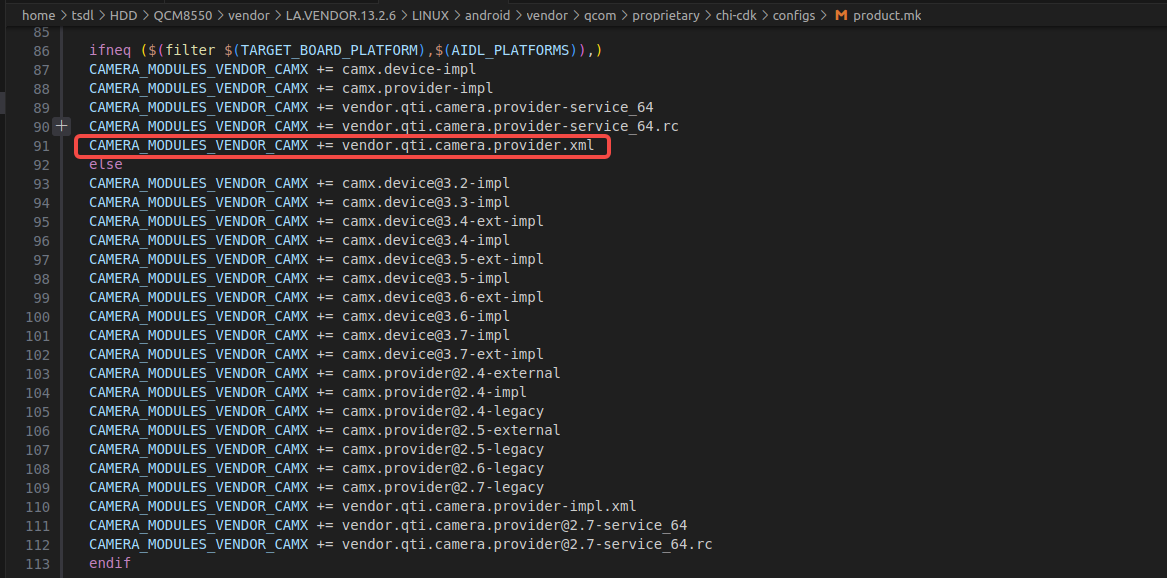 home > tsdl > HDD > QCM8550 > vendor > LA.VENDOR.13.2.6 > LINUX > android > vendor > qcom > proprietary > chi-cdk > configs > M product.mk
85
86 ifneq ($(filter $(TARGET_BOARD_PLATFORM),$(AIDL_PLATFORMS)),)
87 CAMERA_MODULES_VENDOR_CAMX += camx.device-impl
88 CAMERA_MODULES_VENDOR_CAMX += camx.provider-impl
89 CAMERA_MODULES_VENDOR_CAMX += vendor.qti.camera.provider-service_64
90 + CAMERA_MODULES_VENDOR_CAMX += vendor.qti.camera.provider-service_64.rc
91 CAMERA_MODULES_VENDOR_CAMX += vendor.qti.camera.provider.xml
92 else
93 CAMERA_MODULES_VENDOR_CAMX += camx.device@3.2-impl
94 CAMERA_MODULES_VENDOR_CAMX += camx.device@3.3-impl
95 CAMERA_MODULES_VENDOR_CAMX += camx.device@3.4-ext-impl
96 CAMERA_MODULES_VENDOR_CAMX += camx.device@3.4-impl
97 CAMERA_MODULES_VENDOR_CAMX += camx.device@3.5-ext-impl
98 CAMERA_MODULES_VENDOR_CAMX += camx.device@3.5-impl
99 CAMERA_MODULES_VENDOR_CAMX += camx.device@3.6-ext-impl
100 CAMERA_MODULES_VENDOR_CAMX += camx.device@3.6-impl
101 CAMERA_MODULES_VENDOR_CAMX += camx.device@3.7-impl
102 CAMERA_MODULES_VENDOR_CAMX += camx.device@3.7-ext-impl
103 CAMERA_MODULES_VENDOR_CAMX += camx.provider@2.4-external
104 CAMERA_MODULES_VENDOR_CAMX += camx.provider@2.4-impl
105 CAMERA_MODULES_VENDOR_CAMX += camx.provider@2.4-legacy
106 CAMERA_MODULES_VENDOR_CAMX += camx.provider@2.5-external
107 CAMERA_MODULES_VENDOR_CAMX += camx.provider@2.5-legacy
108 CAMERA_MODULES_VENDOR_CAMX += camx.provider@2.6-legacy
109 CAMERA_MODULES_VENDOR_CAMX += camx.provider@2.7-legacy
110 CAMERA_MODULES_VENDOR_CAMX += vendor.qti.camera.provider-impl.xml
111 CAMERA_MODULES_VENDOR_CAMX += vendor.qti.camera.provider@2.7-service_64
112 CAMERA_MODULES_VENDOR_CAMX += vendor.qti.camera.provider@2.7-service_64.rc
113 endif